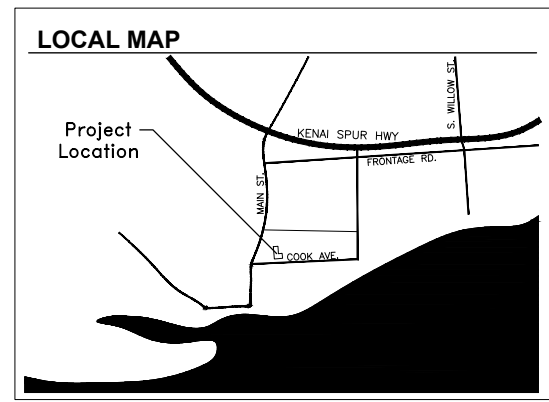 LOCAL MAP
Project
Location
KENAI SPUR HWY
S. WILLOW ST.
FRONTAGE RD.
MAIN ST.
COOK AVE.